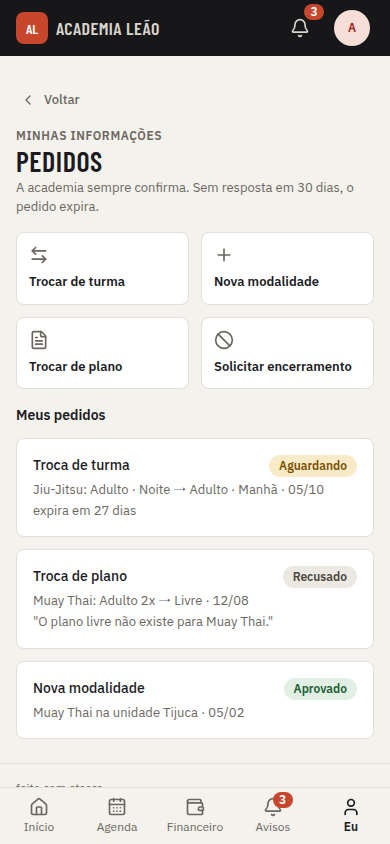 AL ACADEMIA LEÃO
3
A
Voltar
MINHAS INFORMAÇÕES
PEDIDOS
A academia sempre confirma. Sem resposta em 30 dias, o
pedido expira.
Trocar de turma
Nova modalidade
Trocar de plano
Solicitar encerramento
Meus pedidos
Troca de turma
Aguardando
Jiu-Jitsu: Adulto · Noite → Adulto · Manhã · 05/10
expira em 27 dias
Troca de plano
Recusado
Muay Thai: Adulto 2x → Livre · 12/08
"O plano livre não existe para Muay Thai."
Nova modalidade
Aprovado
Muay Thai na unidade Tijuca · 05/02
3
Início
Agenda
Financeiro
Avisos
Eu